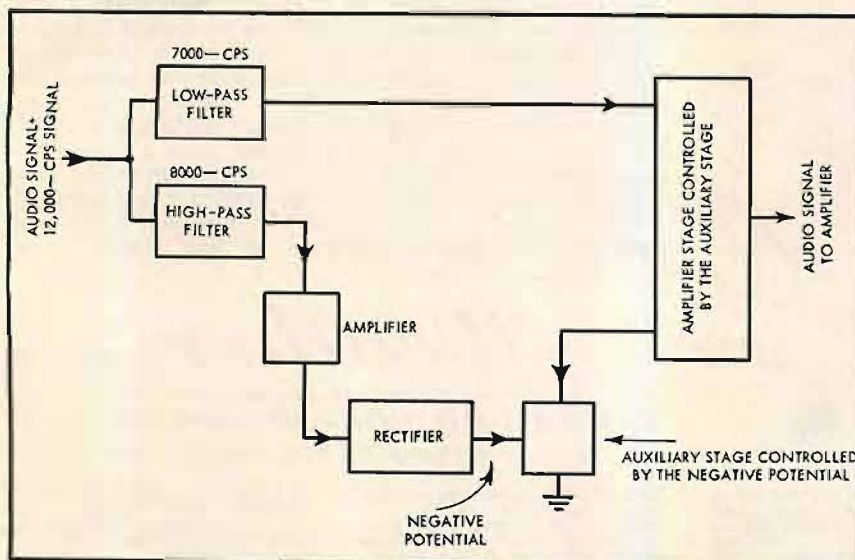 7000—CPS
LOW-PASS
FILTER
AUDIO SIGNAL+
12,000—CPS SIGNAL
8000—CPS
HIGH-PASS
FILTER
AMPLIFIER
RECTIFIER
NEGATIVE
POTENTIAL
AUXILIARY STAGE CONTROLLED
BY THE NEGATIVE POTENTIAL
AMPLIFIER STAGE CONTROLLED
BY THE AUXILIARY STAGE
AUDIO SIGNAL
TO AMPLIFIER